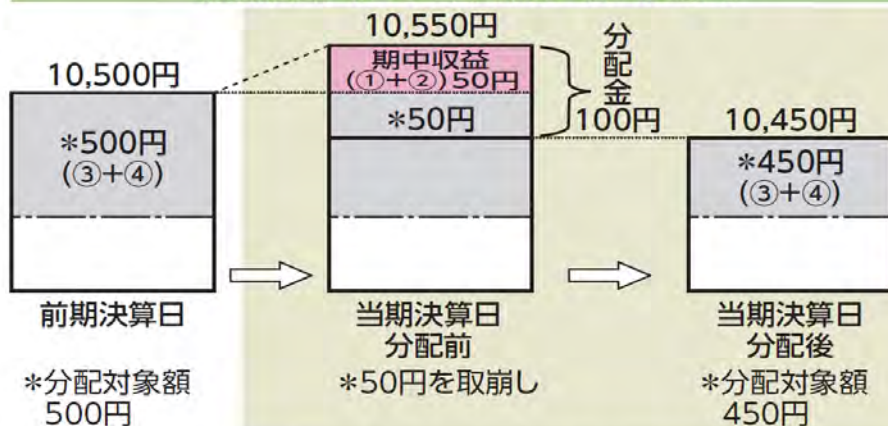 10,550円
10,500円
期中収益
(①+②)50円
分配金
100円
*500円
(③+④)
*50円
10,450円
*450円
(③+④)
前期決算日
当期決算日
分配前
当期決算日
分配後
*分配対象額
500円
*50円を取崩し
*分配対象額
450円